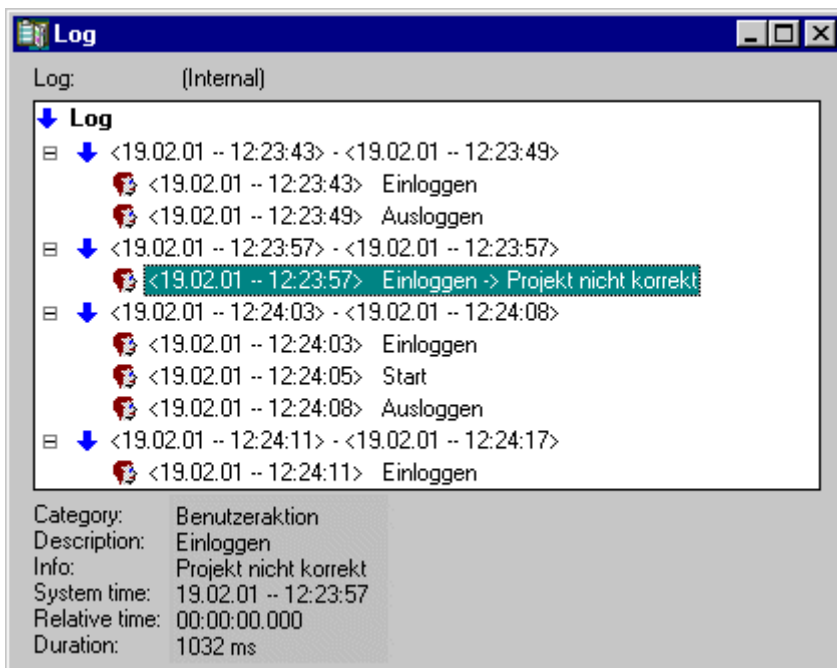 Log
Log: (Internal)
Log
<19.02.01 -- 12:23:43> - <19.02.01 -- 12:23:49>
<19.02.01 -- 12:23:43> Einloggen
<19.02.01 -- 12:23:49> Ausloggen
<19.02.01 -- 12:23:57> - <19.02.01 -- 12:23:57>
<19.02.01 -- 12:23:57> Einloggen -> Projekt nicht korrekt
<19.02.01 -- 12:24:03> - <19.02.01 -- 12:24:08>
<19.02.01 -- 12:24:03> Einloggen
<19.02.01 -- 12:24:05> Start
<19.02.01 -- 12:24:08> Ausloggen
<19.02.01 -- 12:24:11> - <19.02.01 -- 12:24:17>
<19.02.01 -- 12:24:11> Einloggen
Category: Benutzeraktion
Description: Einloggen
Info: Projekt nicht korrekt
System time: 19.02.01 -- 12:23:57
Relative time: 00:00:00.000
Duration: 1032 ms